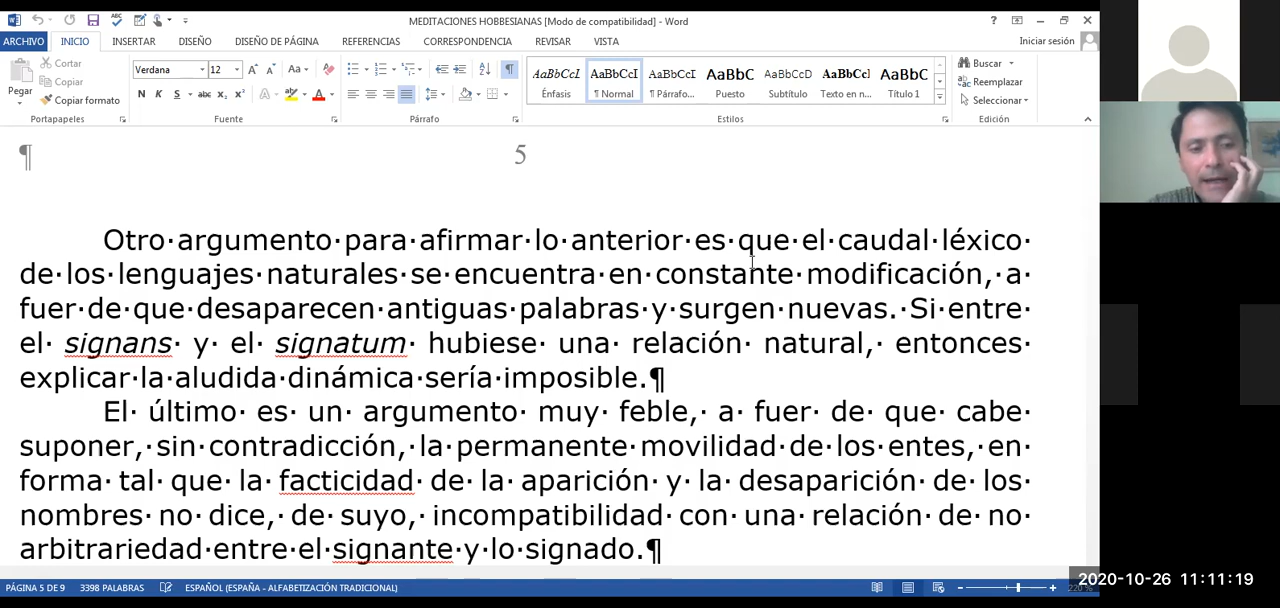 MEDITACIONES HOBBESIANAS [Modo de compatibilidad] - Word
ARCHIVO INICIO INSERTAR DISEÑO DISEÑO DE PÁGINA REFERENCIAS CORRESPONDENCIA REVISAR VISTA Iniciar sesión
Pegar
Cortar
Copiar
Copiar formato
Portapapeles
Verdana 12
N K S abc x₂ x²
Fuente
Párrafo
AaBbCcI AaBbCcI AaBbCcI AaBbC AaBbCcD AaBbCcI AaBbC
Énfasis ¶ Normal ¶ Párrafo... Puesto Subtítulo Texto en n... Título 1
Estilos
Buscar
Reemplazar
Seleccionar
Edición
¶ 5
Otro·argumento·para·afirmar·lo·anterior·es·que·el·caudal·léxico·
de·los·lenguajes·naturales·se·encuentra·en·constante·modificación,·a·
fuer·de·que·desaparecen·antiguas·palabras·y·surgen·nuevas.·Si·entre·
el· signans· y· el· signatum· hubiese· una· relación· natural,· entonces·
explicar·la·aludida·dinámica·sería·imposible.¶
El· último· es· un· argumento· muy· feble,· a· fuer· de· que· cabe·
suponer,·sin·contradicción,·la·permanente·movilidad·de·los·entes,·en·
forma· tal· que· la· facticidad· de· la· aparición· y· la· desaparición· de· los·
nombres· no· dice,· de· suyo,· incompatibilidad· con· una· relación· de· no·
arbitrariedad·entre·el·signante·y·lo·signado.¶
PÁGINA 5 DE 9 3398 PALABRAS ESPAÑOL (ESPAÑA - ALFABETIZACIÓN TRADICIONAL) 220 %
2020-10-26 11:11:19